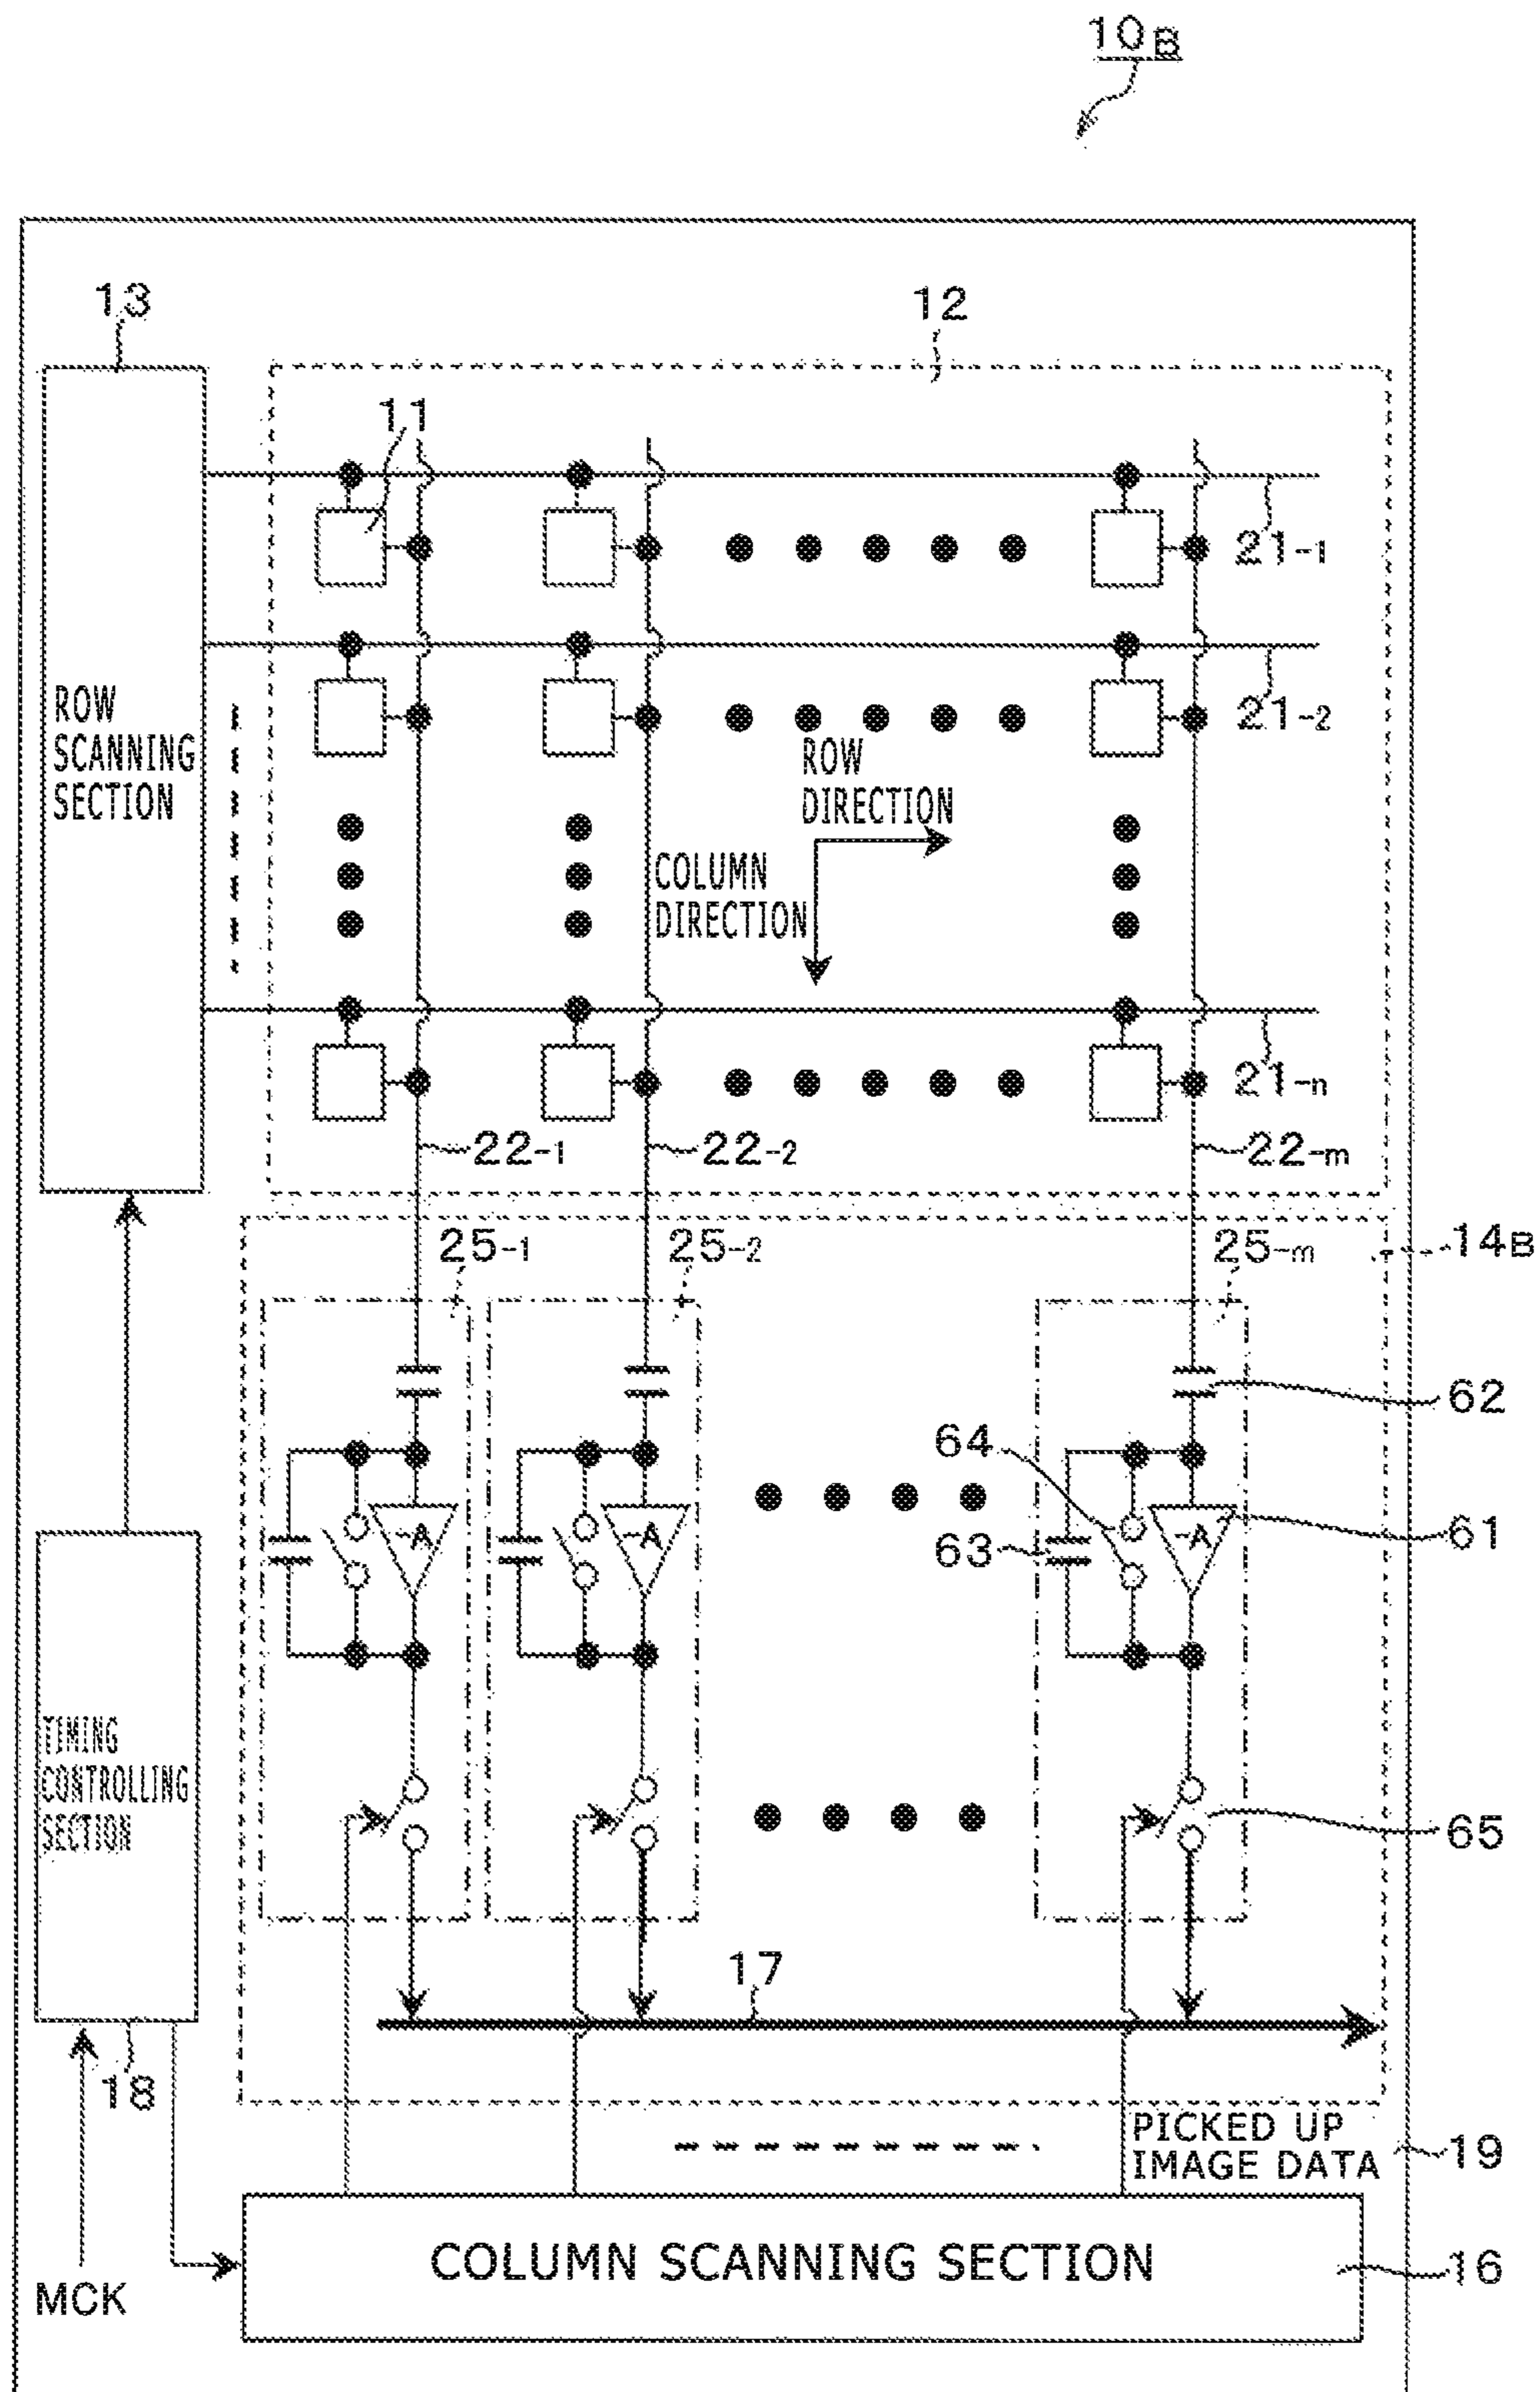 10B
13
12
11
21-1
ROW
SCANNING
SECTION
21-2
ROW
DIRECTION
COLUMN
DIRECTION
21-n
22-1
22-2
22-m
25-1
25-2
25-m
14B
62
64
-A
-A
-A
61
63
TIMING
CONTROLLING
SECTION
65
17
18
PICKED UP
IMAGE DATA
19
COLUMN SCANNING SECTION
16
MCK